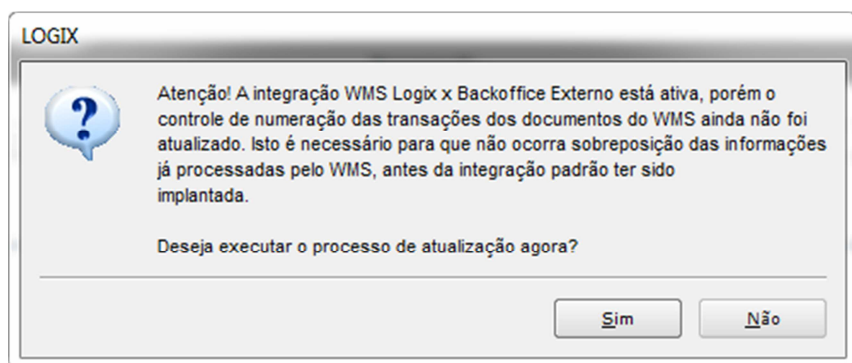 LOGIX
Atenção! A integração WMS Logix x Backoffice Externo está ativa, porém o
controle de numeração das transações dos documentos do WMS ainda não foi
atualizado. Isto é necessário para que não ocorra sobreposição das informações
já processadas pelo WMS, antes da integração padrão ter sido
implantada.
Deseja executar o processo de atualização agora?
Sim
Não